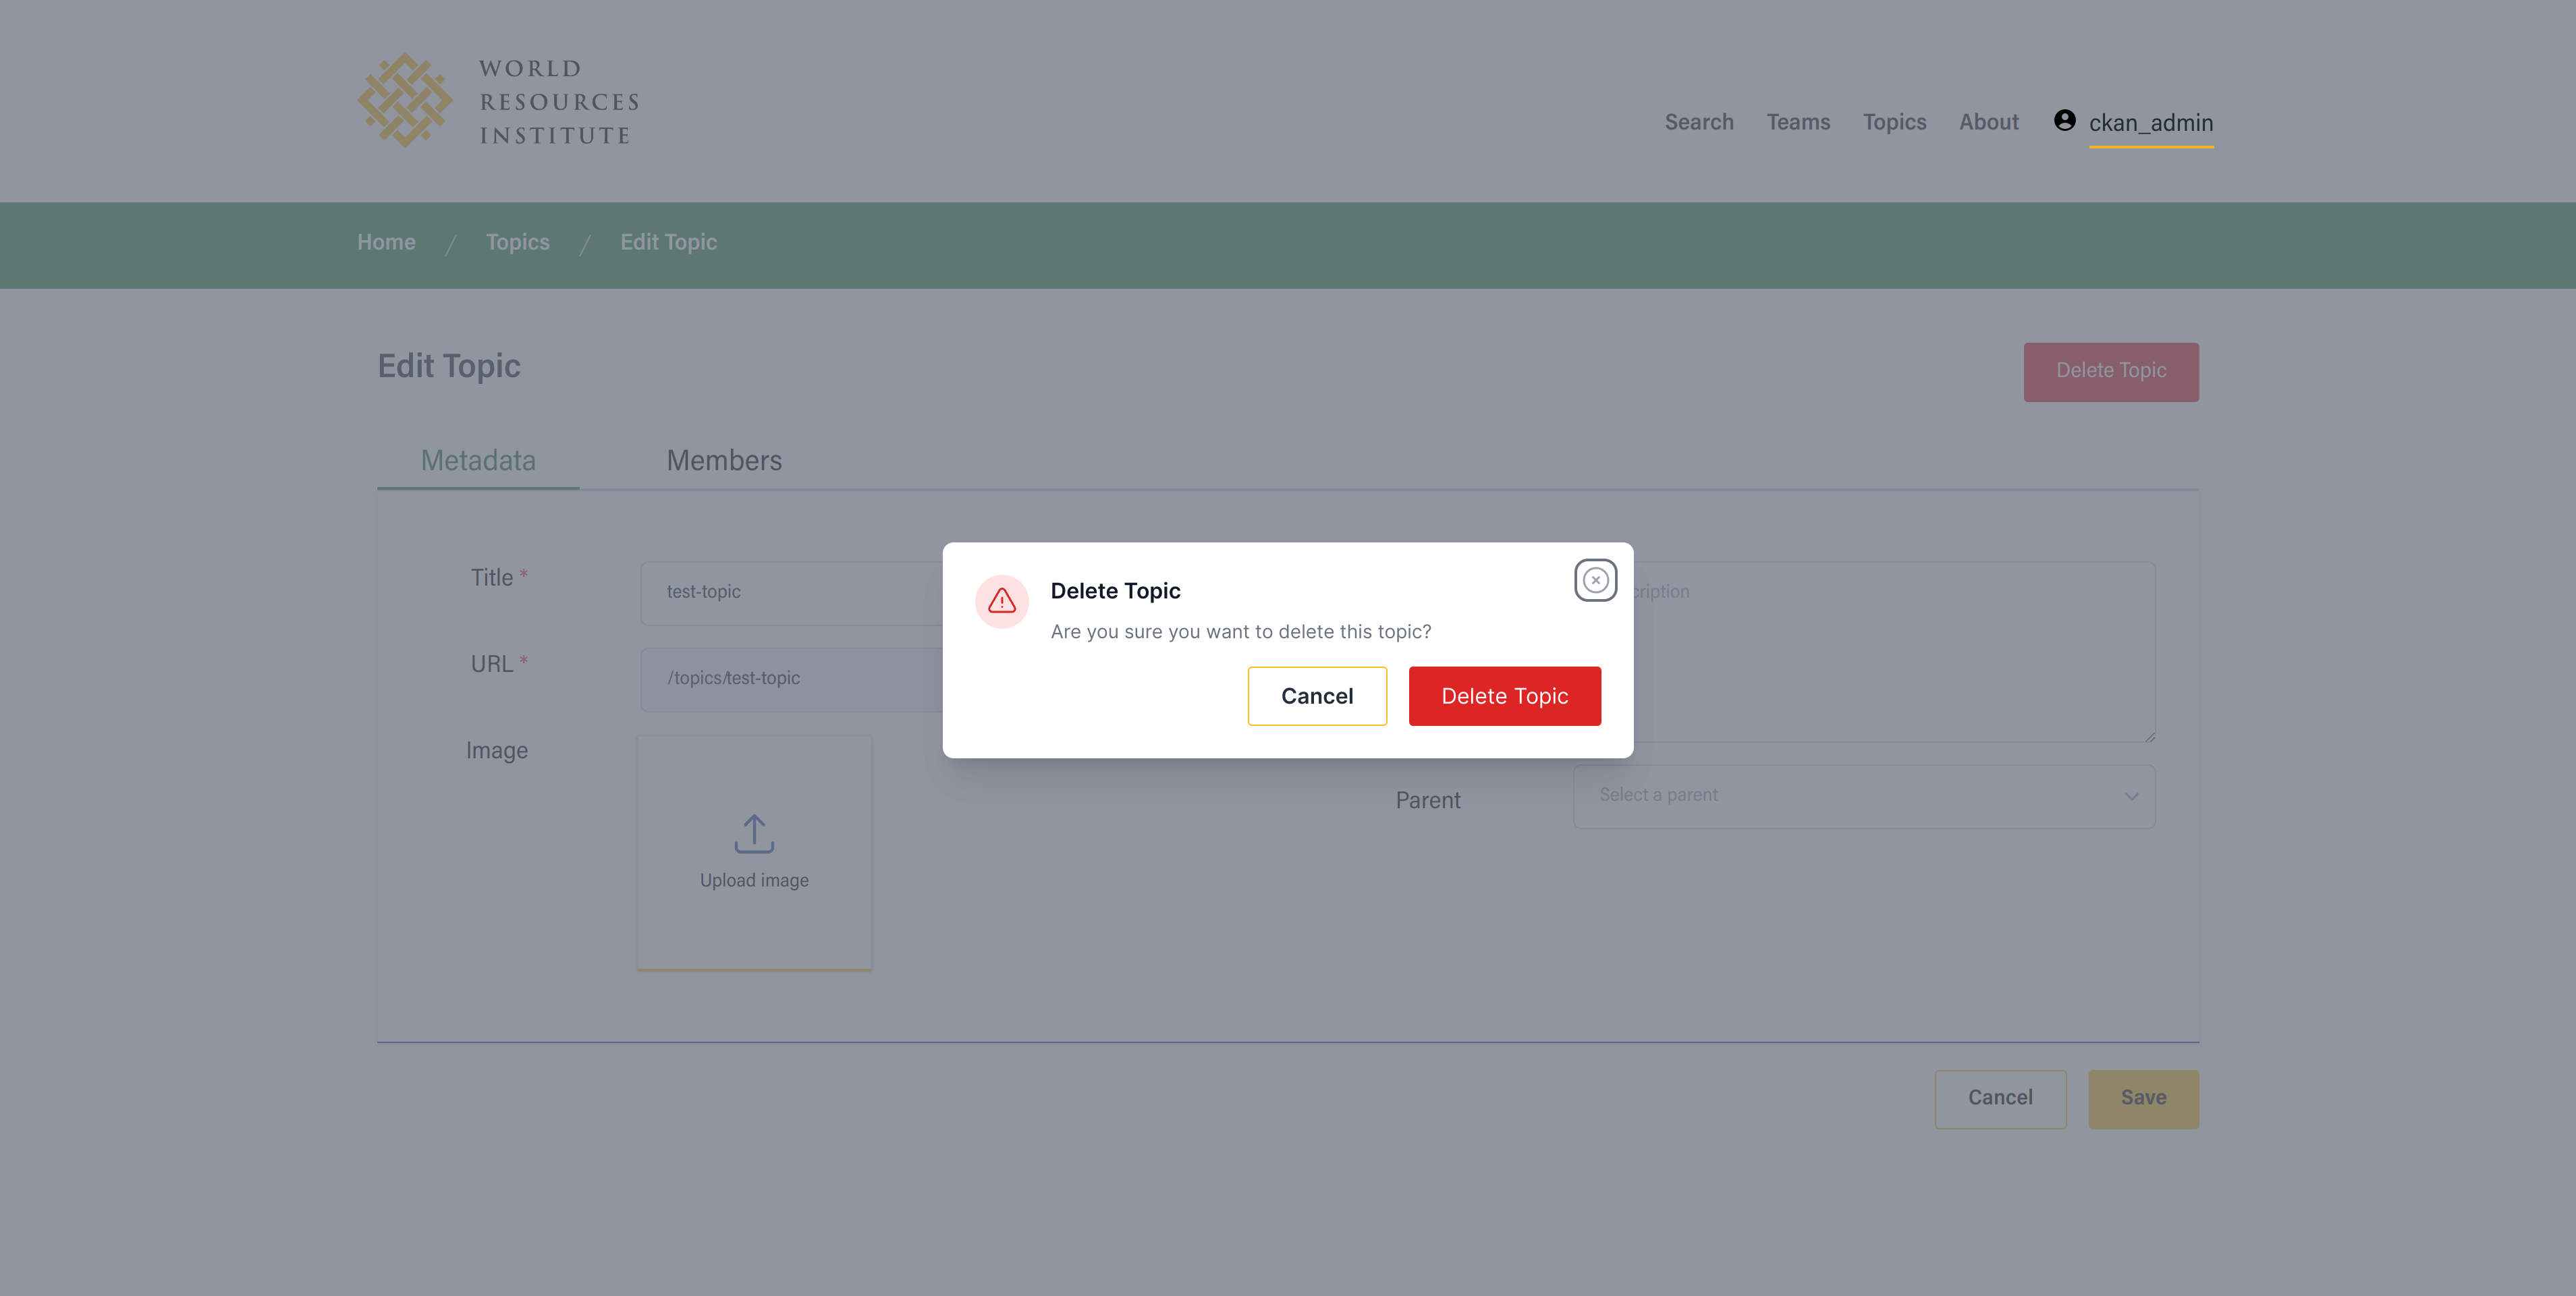 WORLD
RESOURCES
INSTITUTE
Search Teams Topics About ckan_admin
Home / Topics / Edit Topic
Edit Topic
Delete Topic
Metadata Members
Title *
test-topic
URL *
/topics/test-topic
Image
Upload image
Delete Topic
Are you sure you want to delete this topic?
Cancel Delete Topic
Parent
Select a parent
Cancel Save